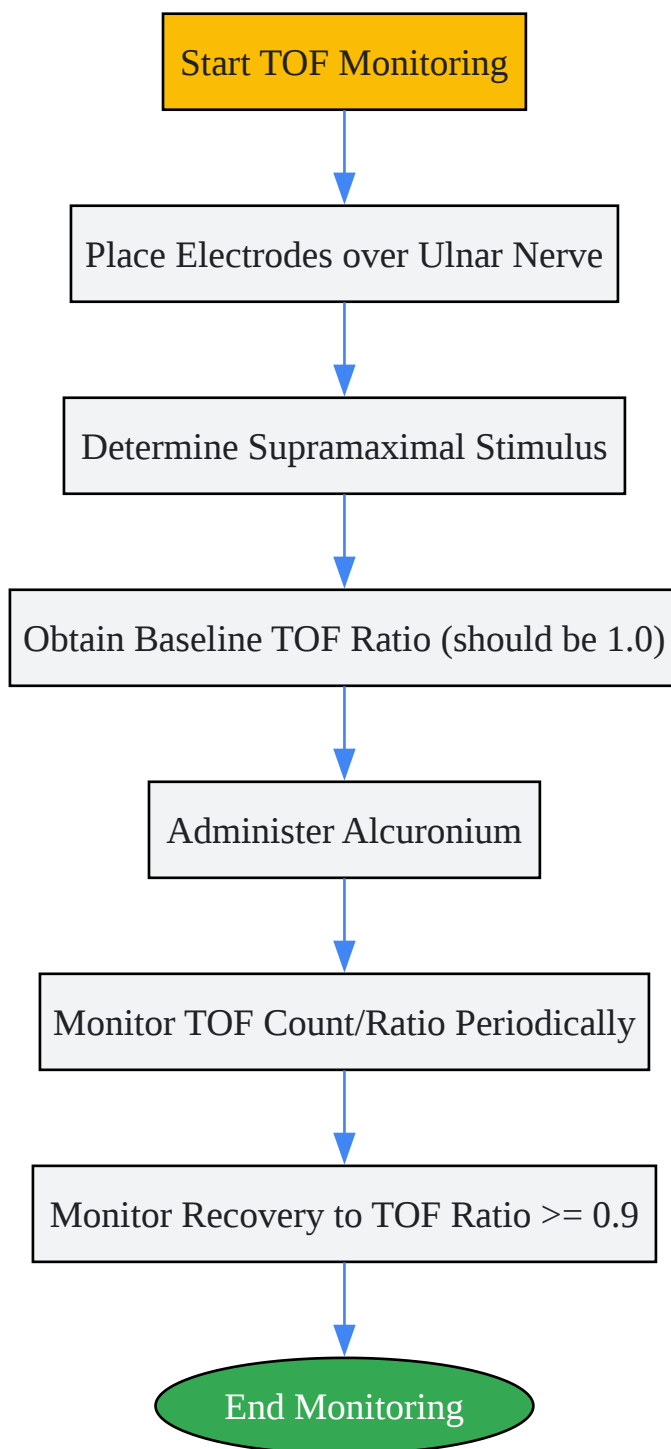 Start TOF Monitoring
Place Electrodes over Ulnar Nerve
Determine Supramaximal Stimulus
Obtain Baseline TOF Ratio (should be 1.0)
Administer Alcuronium
Monitor TOF Count/Ratio Periodically
Monitor Recovery to TOF Ratio >= 0.9
End Monitoring